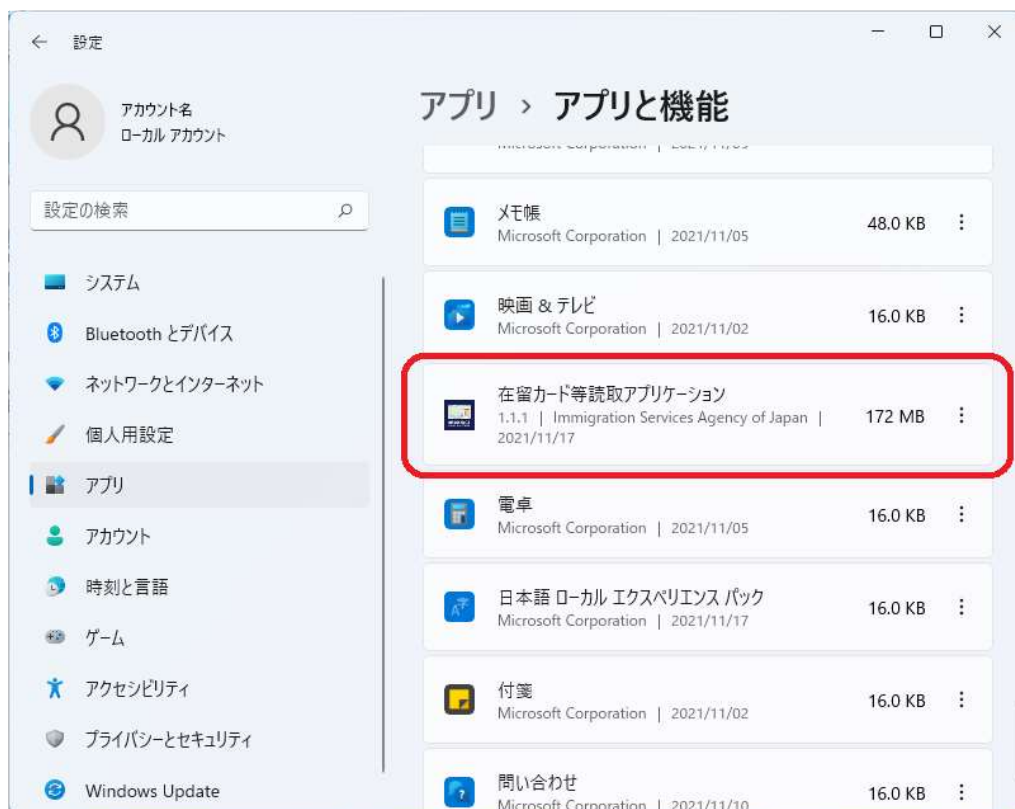 設定
アカウント名
ローカル アカウント
設定の検索
システム
Bluetooth とデバイス
ネットワークとインターネット
個人用設定
アプリ
アカウント
時刻と言語
ゲーム
アクセシビリティ
プライバシーとセキュリティ
Windows Update
アプリ › アプリと機能
メモ帳
48.0 KB
Microsoft Corporation | 2021/11/05
映画 & テレビ
16.0 KB
Microsoft Corporation | 2021/11/02
在留カード等読取アプリケーション
172 MB
1.1.1 | Immigration Services Agency of Japan |
2021/11/17
電卓
16.0 KB
Microsoft Corporation | 2021/11/05
日本語 ローカル エクスペリエンス パック
16.0 KB
Microsoft Corporation | 2021/11/17
付箋
16.0 KB
Microsoft Corporation | 2021/11/02
問い合わせ
16.0 KB
Microsoft Corporation | 2021/11/10